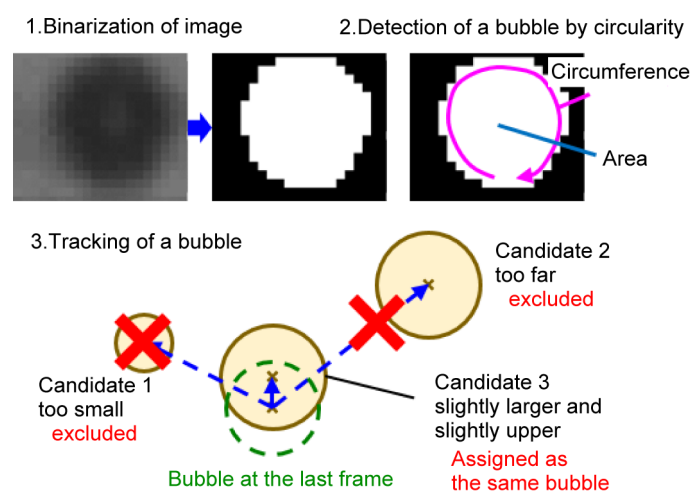 1.Binarization of image
2.Detection of a bubble by circularity
Circumference
Area
3.Tracking of a bubble
Candidate 2
too far
excluded
Candidate 1
too small
excluded
Candidate 3
slightly larger and
slightly upper
Assigned as
the same bubble
Bubble at the last frame